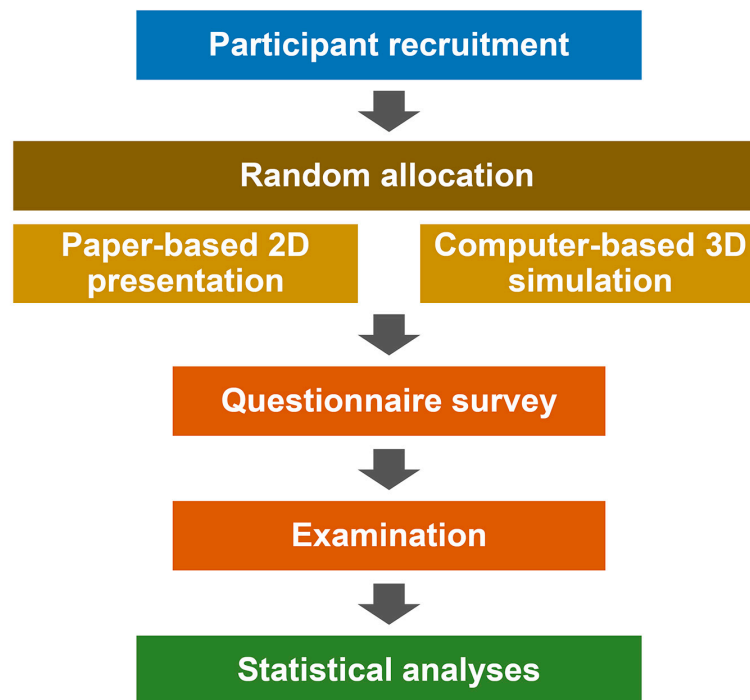 Participant recruitment
Random allocation
Paper-based 2D
presentation
Computer-based 3D
simulation
Questionnaire survey
Examination
Statistical analyses